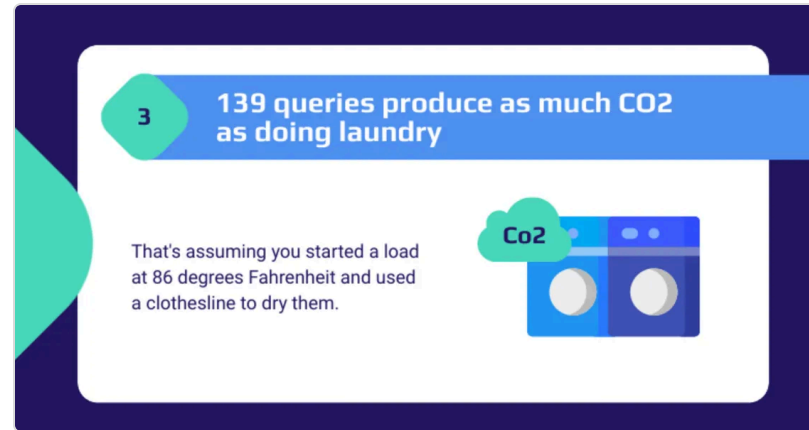 3
139 queries produce as much CO2
as doing laundry
Co2
That's assuming you started a load
at 86 degrees Fahrenheit and used
a clothesline to dry them.